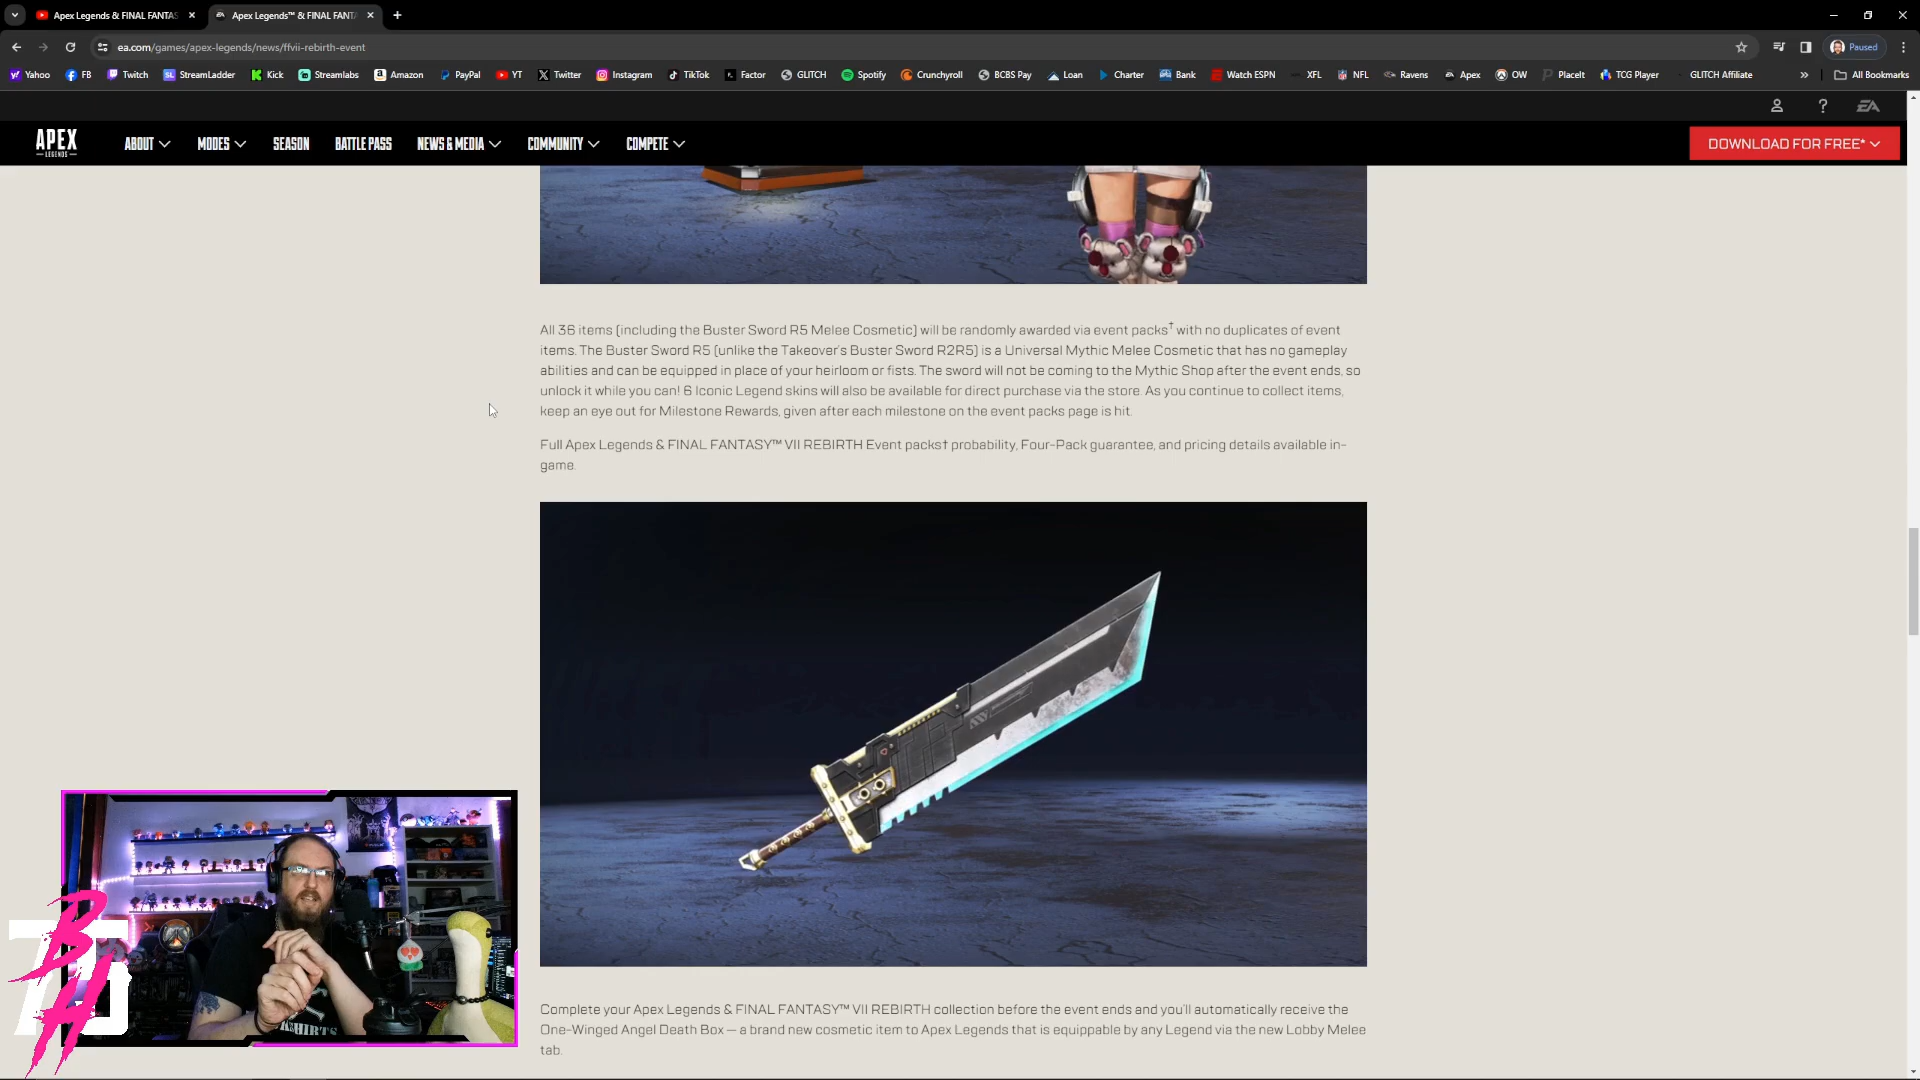 Apex Legends & FINAL FANTAS
Apex Legends™ & FINAL FANT
ea.com/games/apex-legends/news/ffvii-rebirth-event
Paused
Yahoo FB Twitch StreamLadder Kick Streamlabs Amazon PayPal YT Twitter Instagram TikTok Factor GLITCH Spotify Crunchyroll BCBS Pay Loan Charter Bank Watch ESPN XFL NFL Ravens Apex OW PlaceIt TCG Player GLITCH Affiliate » All Bookmarks
? EA
APEX
LEGENDS
ABOUT MODES SEASON BATTLE PASS NEWS & MEDIA COMMUNITY COMPETE DOWNLOAD FOR FREE*
All 36 items (including the Buster Sword R5 Melee Cosmetic) will be randomly awarded via event packs† with no duplicates of event
items. The Buster Sword R5 (unlike the Takeover's Buster Sword R2R5) is a Universal Mythic Melee Cosmetic that has no gameplay
abilities and can be equipped in place of your heirloom or fists. The sword will not be coming to the Mythic Shop after the event ends, so
unlock it while you can! 6 Iconic Legend skins will also be available for direct purchase via the store. As you continue to collect items,
keep an eye out for Milestone Rewards, given after each milestone on the event packs page is hit.
Full Apex Legends & FINAL FANTASY™ VII REBIRTH Event packs† probability, Four-Pack guarantee, and pricing details available in-
game.
BH
75
Complete your Apex Legends & FINAL FANTASY™ VII REBIRTH collection before the event ends and you'll automatically receive the
One-Winged Angel Death Box — a brand new cosmetic item to Apex Legends that is equippable by any Legend via the new Lobby Melee
tab.